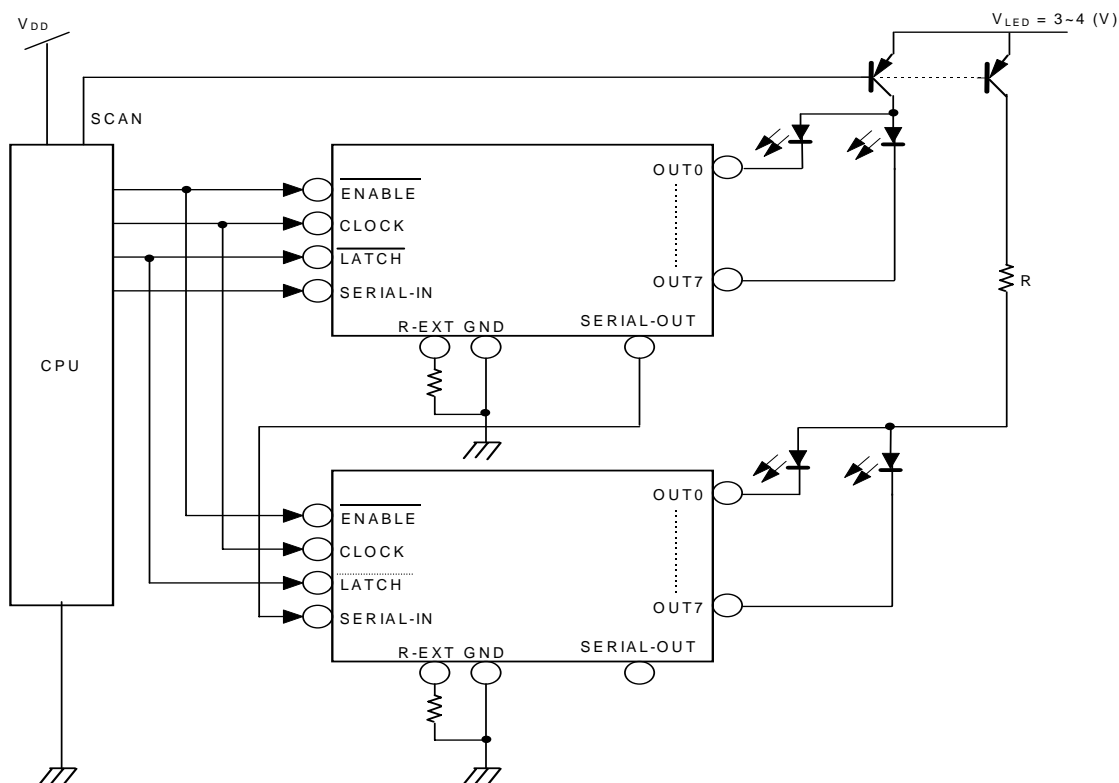 VDD
VLED = 3~4 (V)
SCAN
CPU
ENABLE
CLOCK
LATCH
SERIAL-IN
OUT0
OUT7
R-EXT GND
SERIAL-OUT
R
ENABLE
CLOCK
LATCH
SERIAL-IN
OUT0
OUT7
R-EXT GND
SERIAL-OUT